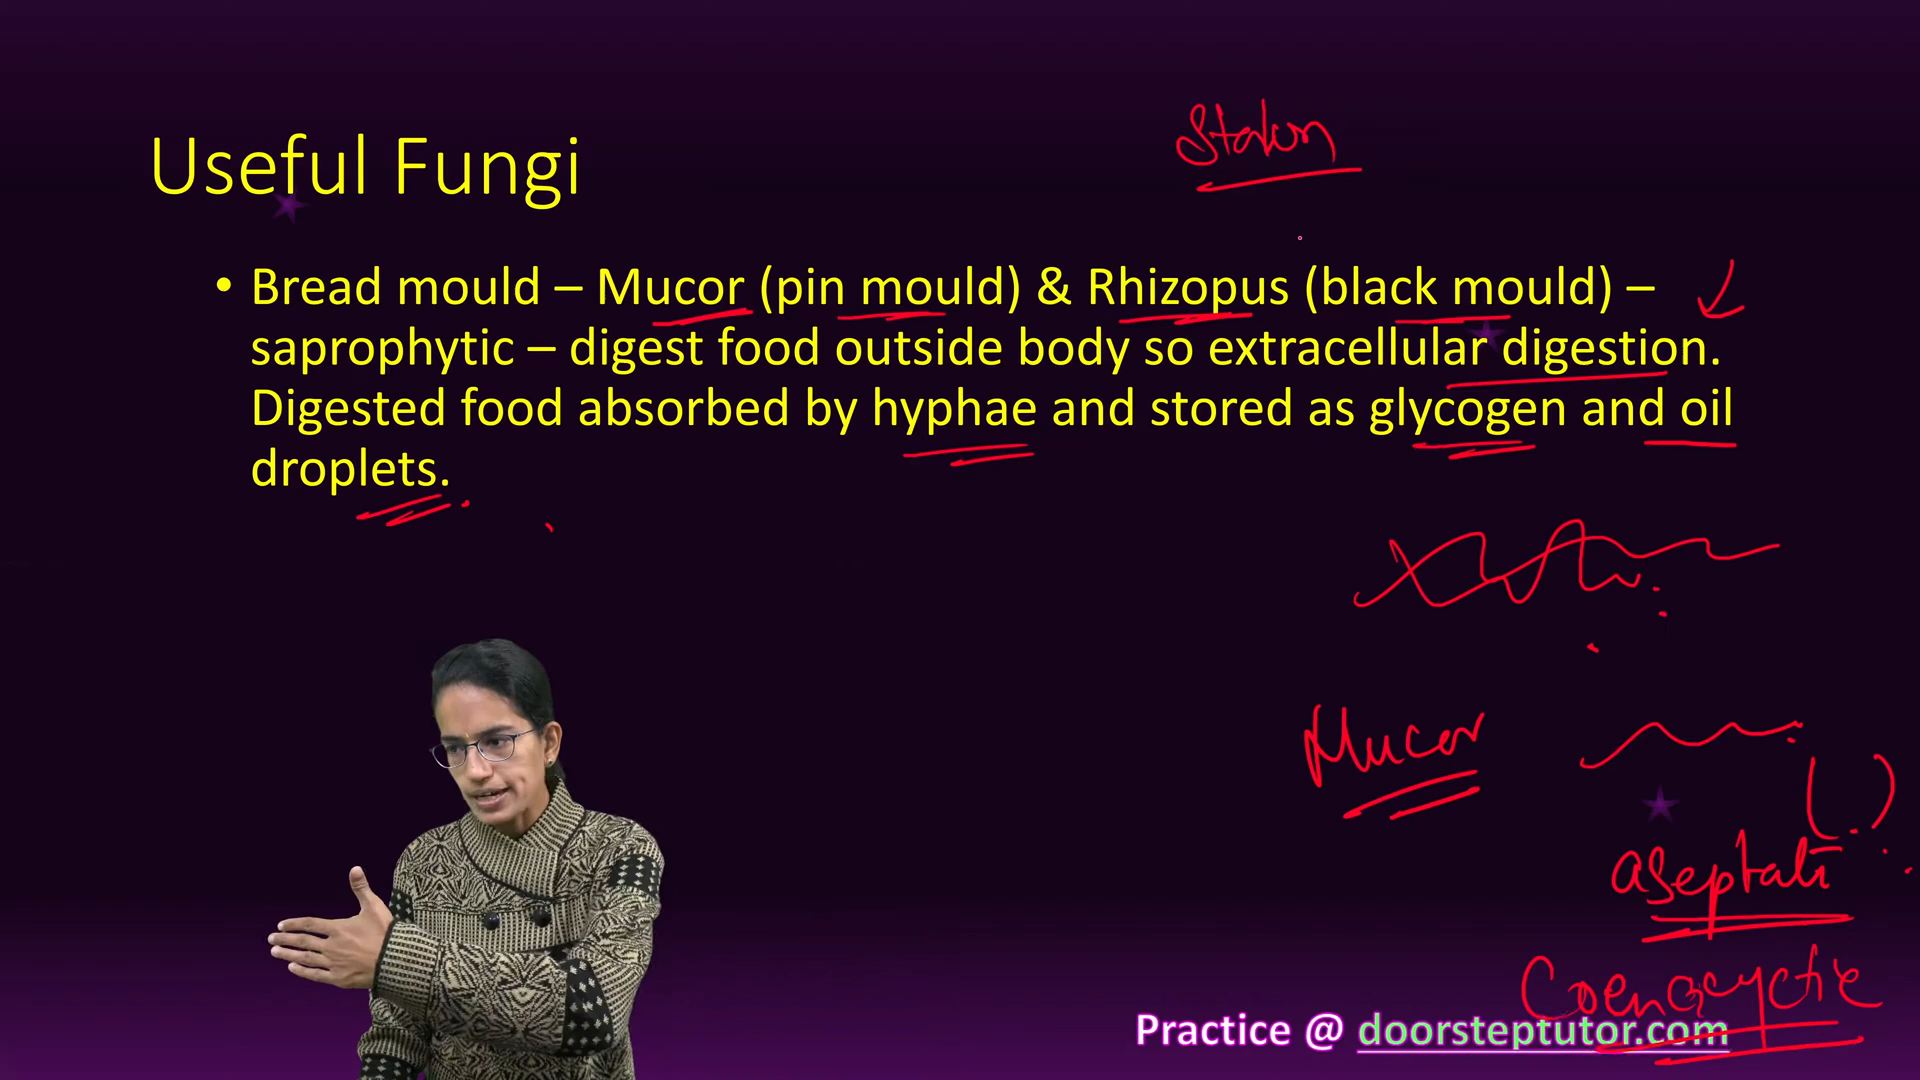 Stolon
Useful Fungi
• Bread mould – Mucor (pin mould) & Rhizopus (black mould) –
saprophytic – digest food outside body so extracellular digestion.
Digested food absorbed by hyphae and stored as glycogen and oil
droplets.
Mucor
( . )
aseptate
Practice @ doorsteptutor.com